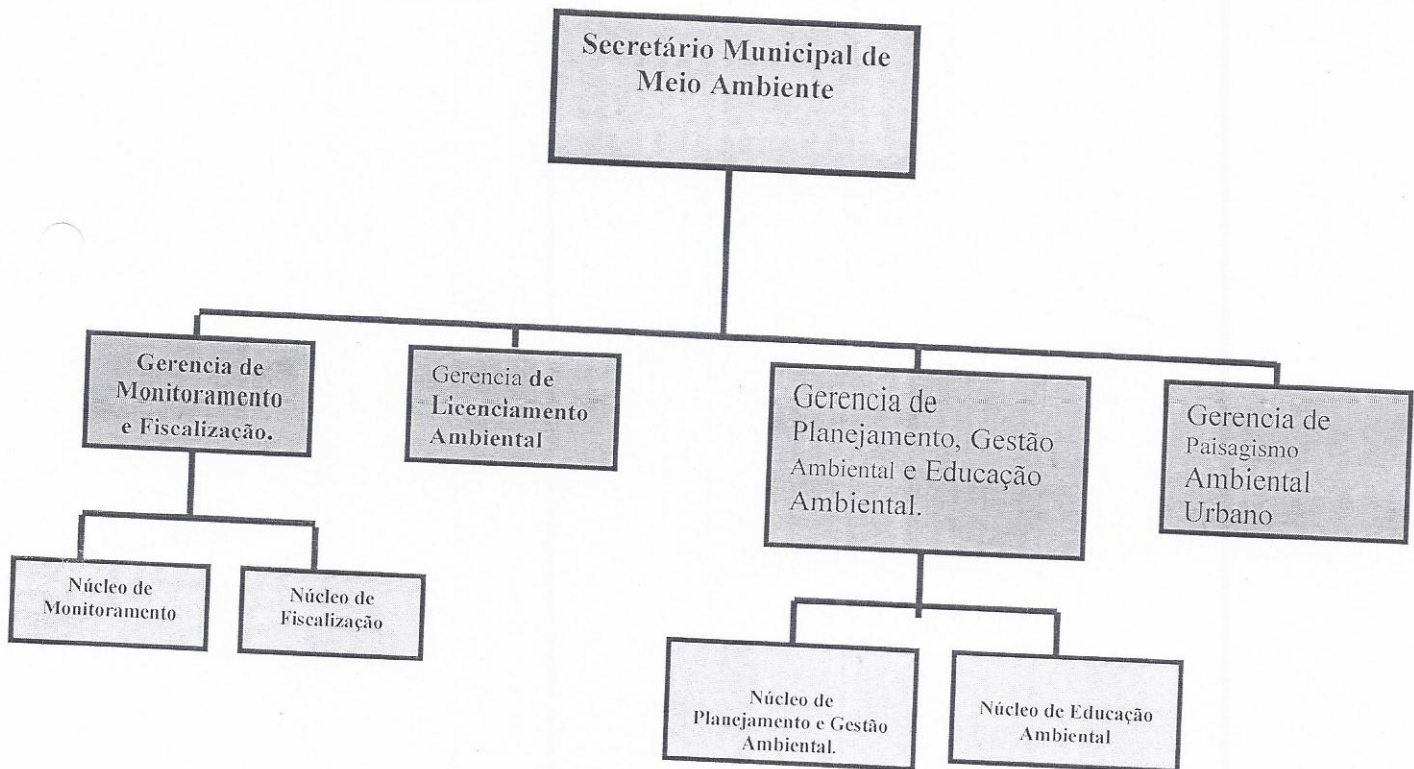 Secretário Municipal de
Meio Ambiente
Gerencia de
Monitoramento
e Fiscalização.
Gerencia de
Licenciamento
Ambiental
Gerencia de
Planejamento, Gestão
Ambiental e Educação
Ambiental.
Gerencia de
Paisagismo
Ambiental
Urbano
Núcleo de
Monitoramento
Núcleo de
Fiscalização
Núcleo de
Planejamento e Gestão
Ambiental.
Núcleo de Educação
Ambiental